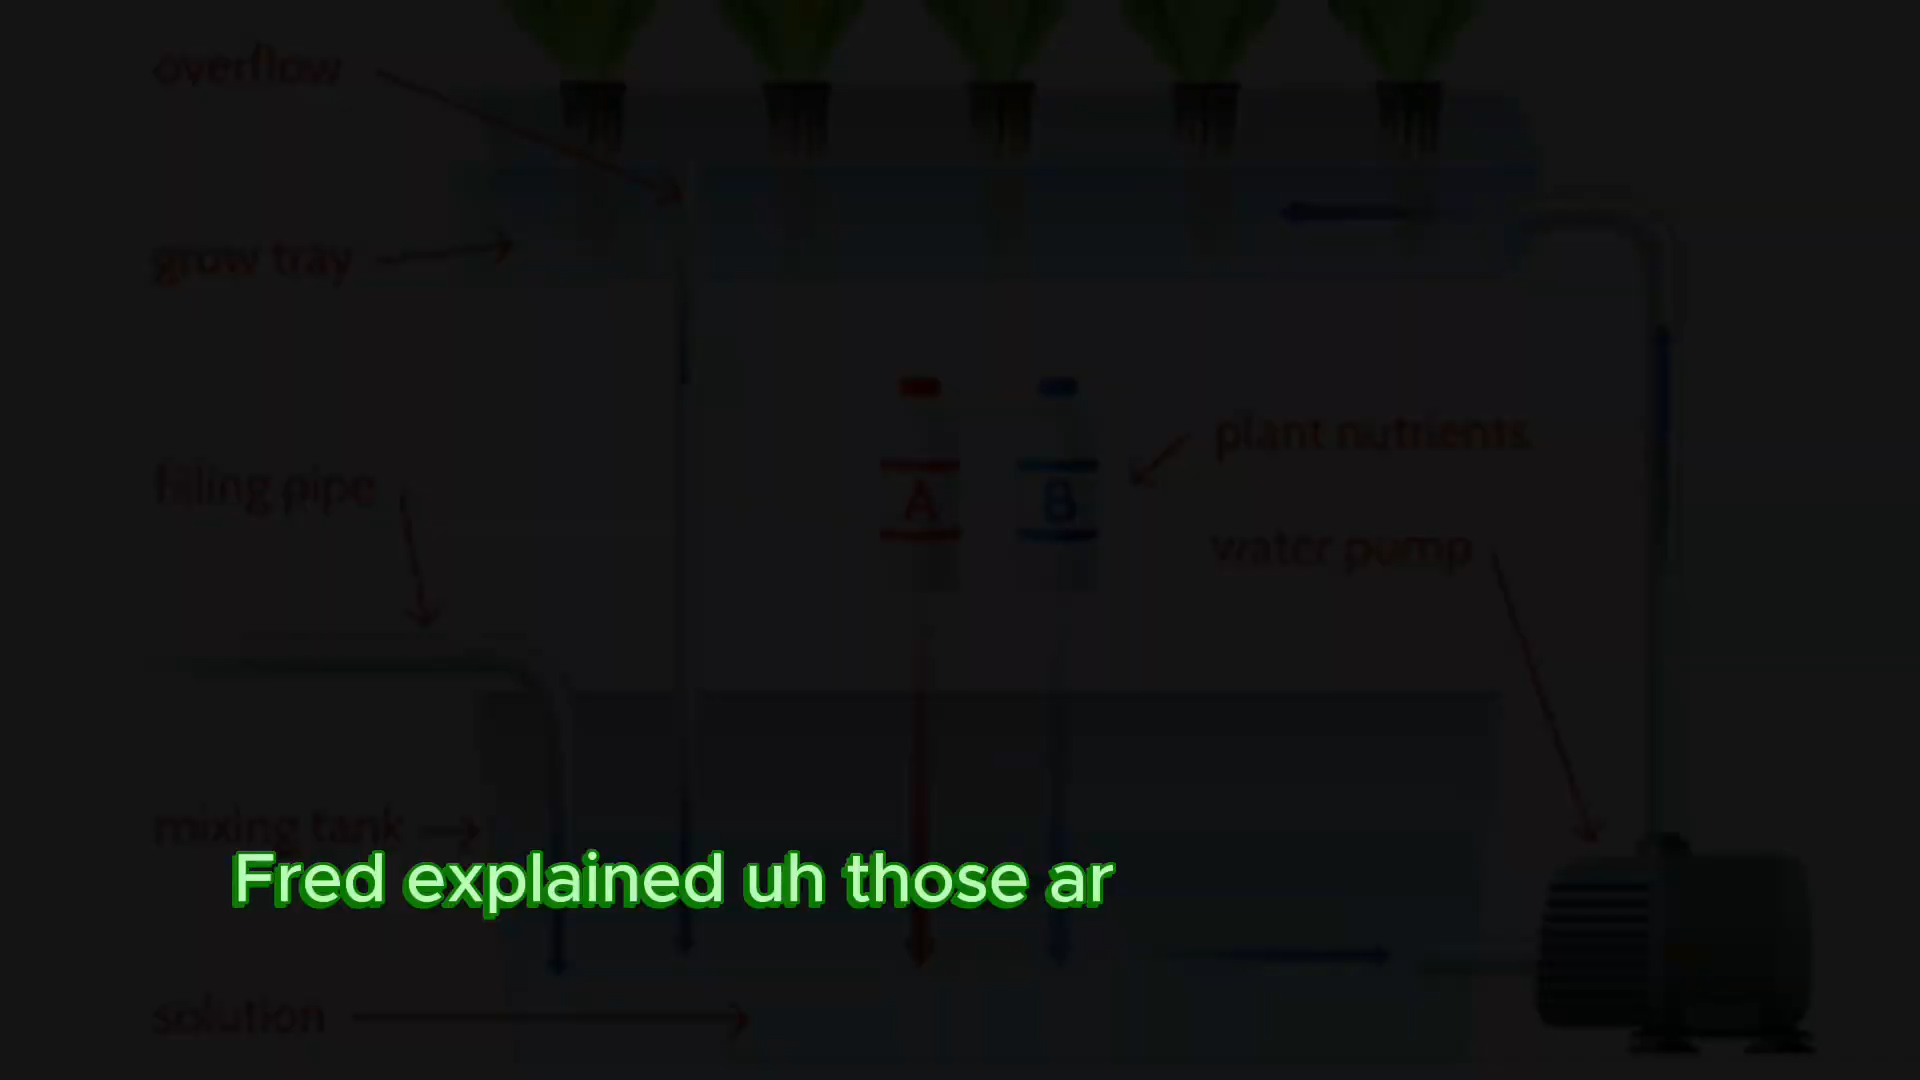 overflow
grow tray
filling pipe
A
B
plant nutrients
water pump
mixing tank
Fred explained uh those ar
solution